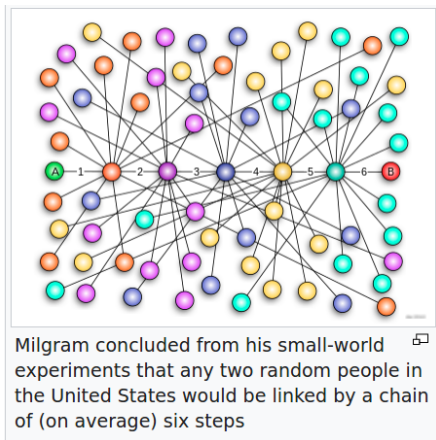 A 1 2 3 4 5 6 B
Milgram concluded from his small-world
experiments that any two random people in
the United States would be linked by a chain
of (on average) six steps